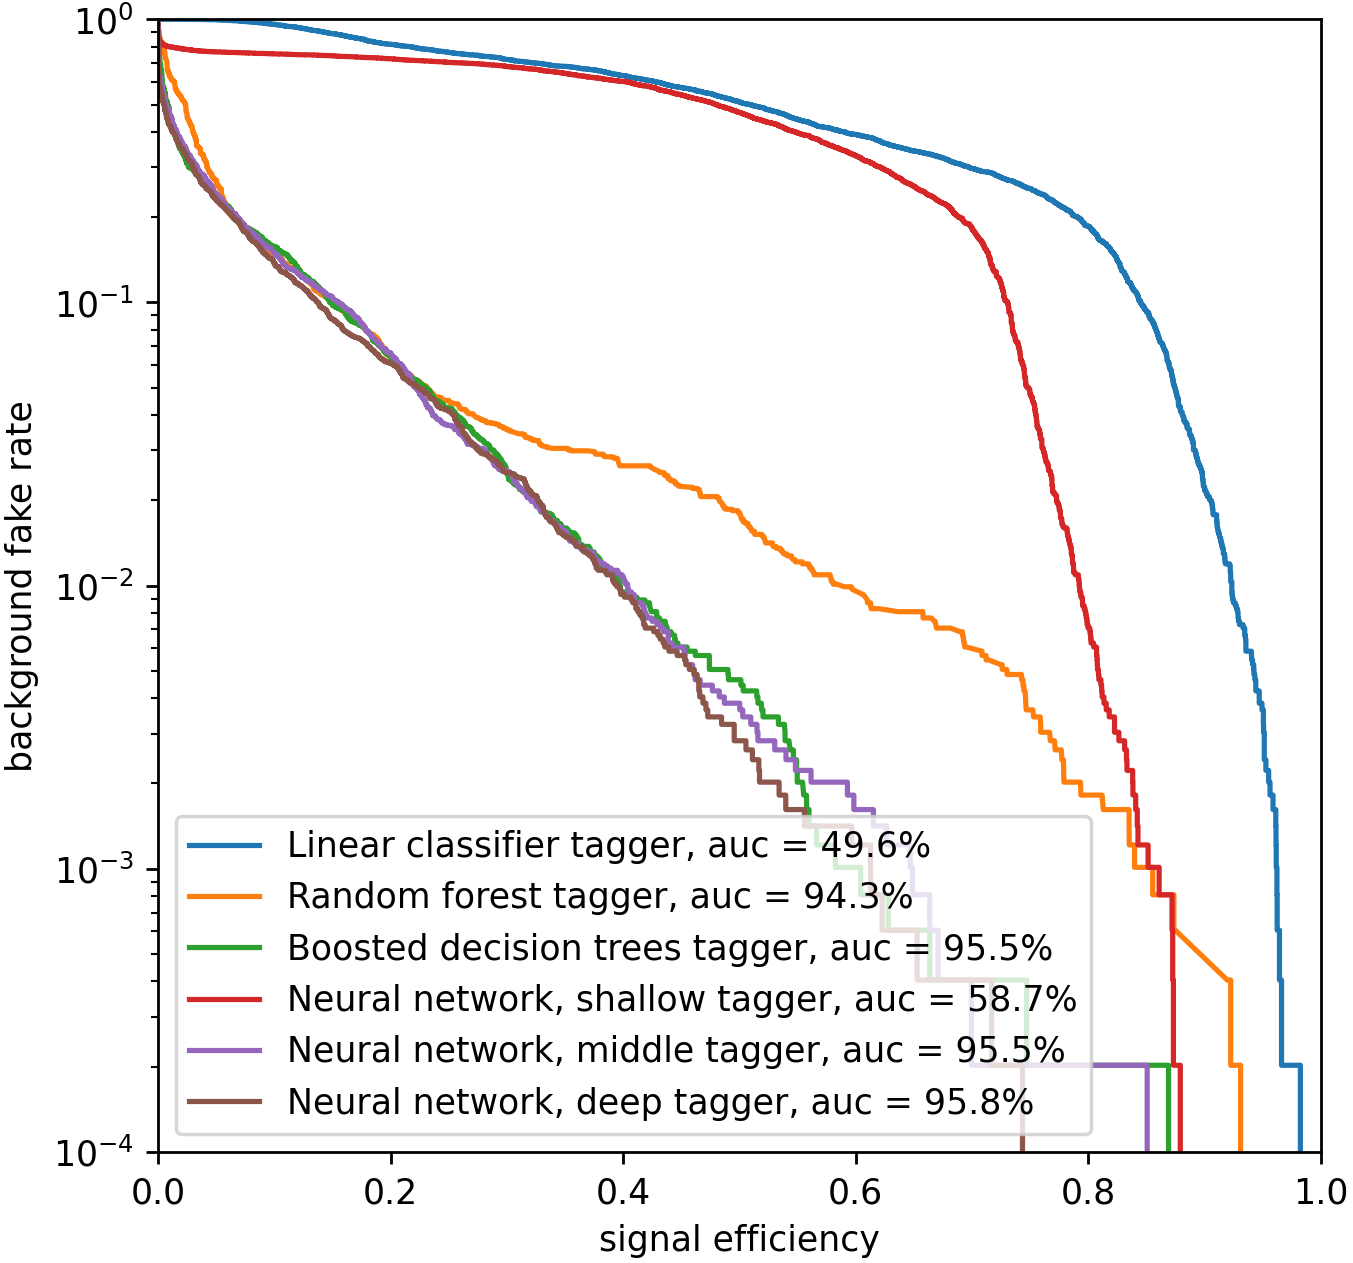 10⁰
10⁻¹
10⁻²
10⁻³
10⁻⁴
background fake rate
Linear classifier tagger, auc = 49.6%
Random forest tagger, auc = 94.3%
Boosted decision trees tagger, auc = 95.5%
Neural network, shallow tagger, auc = 58.7%
Neural network, middle tagger, auc = 95.5%
Neural network, deep tagger, auc = 95.8%
0.0 0.2 0.4 0.6 0.8 1.0
signal efficiency